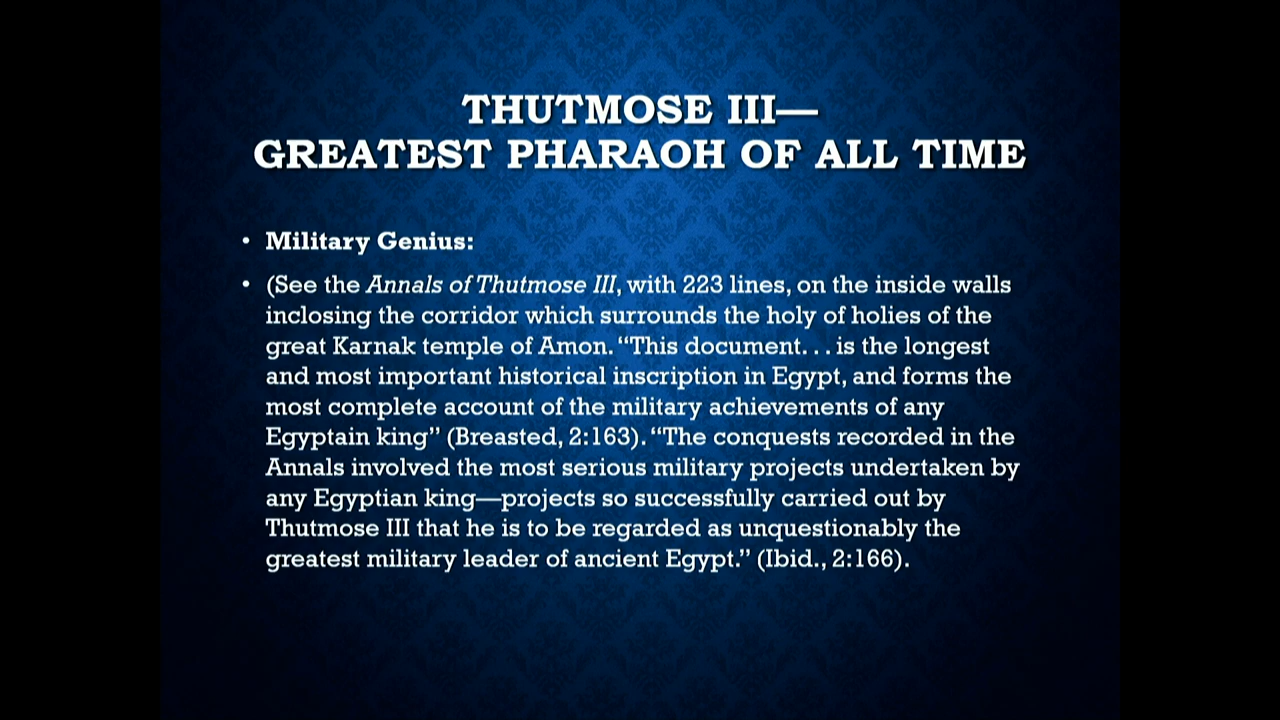 THUTMOSE III—
GREATEST PHARAOH OF ALL TIME
• Military Genius:
• (See the Annals of Thutmose III, with 223 lines, on the inside walls
inclosing the corridor which surrounds the holy of holies of the
great Karnak temple of Amon. “This document. . . is the longest
and most important historical inscription in Egypt, and forms the
most complete account of the military achievements of any
Egyptain king” (Breasted, 2:163). “The conquests recorded in the
Annals involved the most serious military projects undertaken by
any Egyptian king—projects so successfully carried out by
Thutmose III that he is to be regarded as unquestionably the
greatest military leader of ancient Egypt.” (Ibid., 2:166).